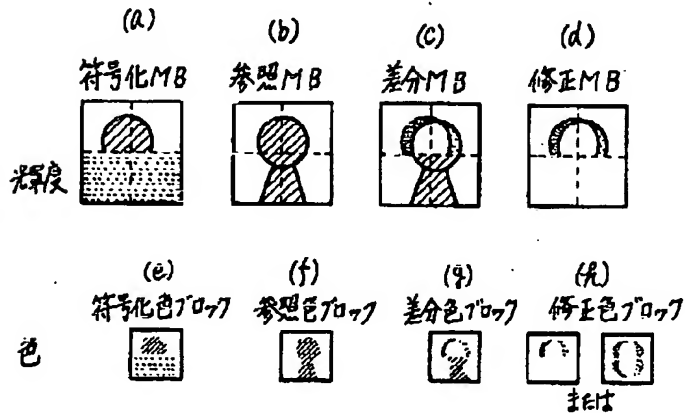 (a) (b) (c) (d)
符号化MB 参照MB 差分MB 修正MB
輝度
(e) (f) (g) (h)
符号化色ブロック 参照色ブロック 差分色ブロック 修正色ブロック
色
または